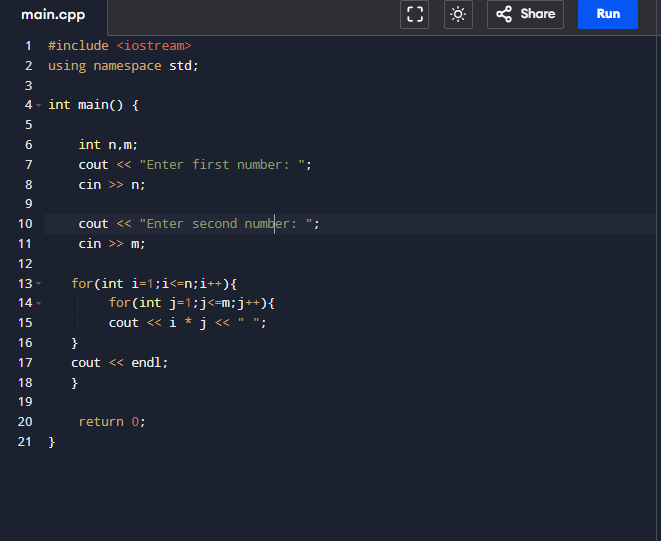 main.cpp Share Run
1 #include <iostream>
2 using namespace std;
3
4 int main() {
5
6 int n,m;
7 cout << "Enter first number: ";
8 cin >> n;
9
10 cout << "Enter second number: ";
11 cin >> m;
12
13 for(int i=1;i<=n;i++){
14 for(int j=1;j<=m;j++){
15 cout << i * j << " ";
16 }
17 cout << endl;
18 }
19
20 return 0;
21 }